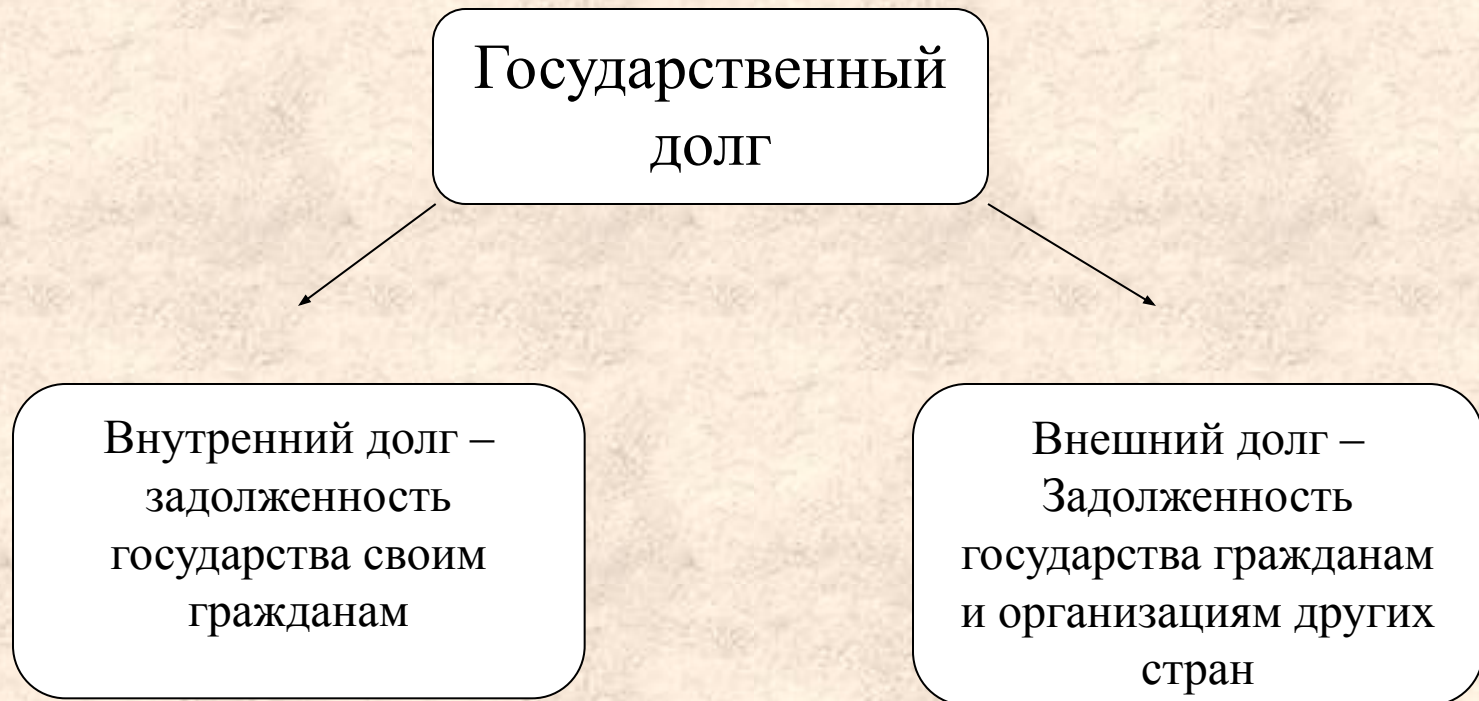 Государственный
долг
Внутренний долг –
задолженность
государства своим
гражданам
Внешний долг –
Задолженность
государства гражданам
и организациям других
стран